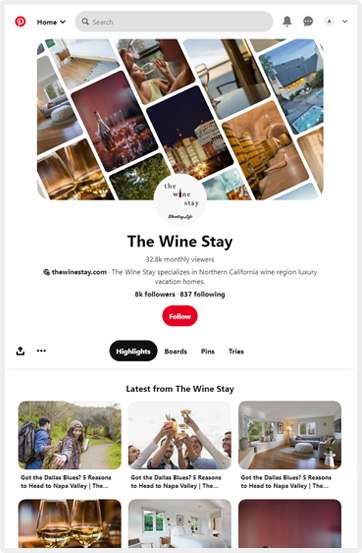 Home
Search
A
the
wine
stay
The Wine Stay
32.8k monthly viewers
thewinestay.com · The Wine Stay specializes in Northern California wine region luxury
vacation homes.
8k followers · 837 following
Follow
Highlights Boards Pins Tries
Latest from The Wine Stay
Got the Dallas Blues? 5 Reasons
to Head to Napa Valley | The...
Got the Dallas Blues? 5 Reasons
to Head to Napa Valley | The...
Got the Dallas Blues? 5 Reasons
to Head to Napa Valley | The...